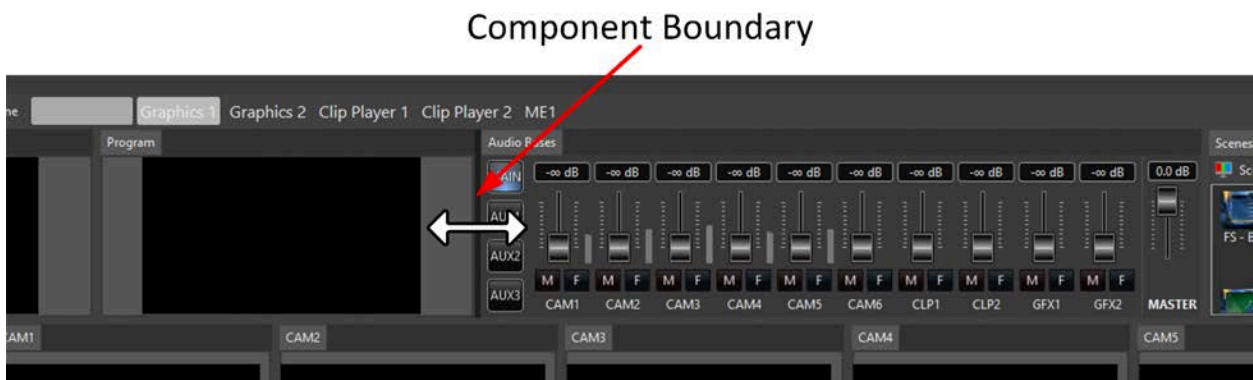 Component Boundary
Graphics 1 Graphics 2 Clip Player 1 Clip Player 2 ME1
Program
Audio Buses
Scenes
-∞ dB -∞ dB -∞ dB -∞ dB -∞ dB -∞ dB -∞ dB -∞ dB -∞ dB -∞ dB 0.0 dB
AUX2
AUX3
M F M F M F M F M F M F M F M F M F M F
CAM1 CAM2 CAM3 CAM4 CAM5 CAM6 CLP1 CLP2 GFX1 GFX2 MASTER
CAM1 CAM2 CAM3 CAM4 CAM5